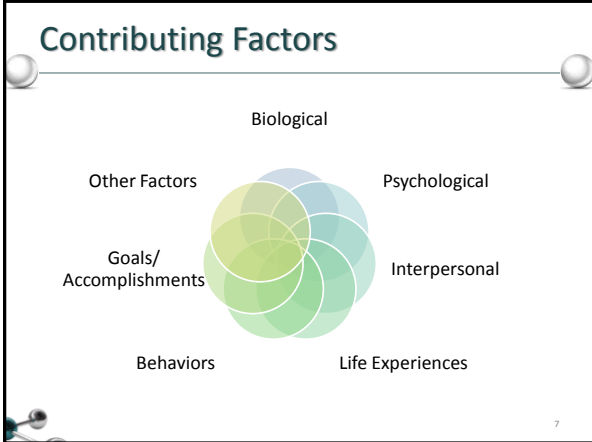 Contributing Factors
Biological
Psychological
Interpersonal
Life Experiences
Behaviors
Goals/
Accomplishments
Other Factors
7